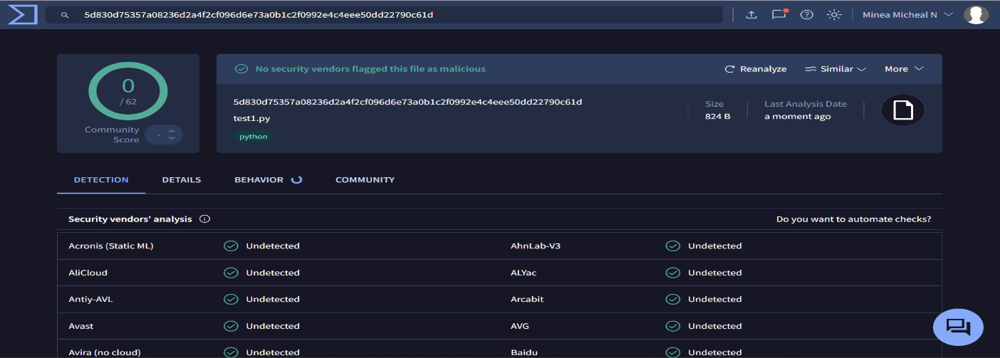 5d830d75357a08236d2a4f2cf096d6e73a0b1c2f0992e4c4eee50dd22790c61d
Minea Micheal N
0
/ 62
Community
Score
No security vendors flagged this file as malicious
Reanalyze
Similar
More
5d830d75357a08236d2a4f2cf096d6e73a0b1c2f0992e4c4eee50dd22790c61d
test1.py
python
Size
824 B
Last Analysis Date
a moment ago
DETECTION
DETAILS
BEHAVIOR
COMMUNITY
Security vendors' analysis
Do you want to automate checks?
Acronis (Static ML)
Undetected
AhnLab-V3
Undetected
AliCloud
Undetected
ALYac
Undetected
Antiy-AVL
Undetected
Arcabit
Undetected
Avast
Undetected
AVG
Undetected
Avira (no cloud)
Undetected
Baidu
Undetected